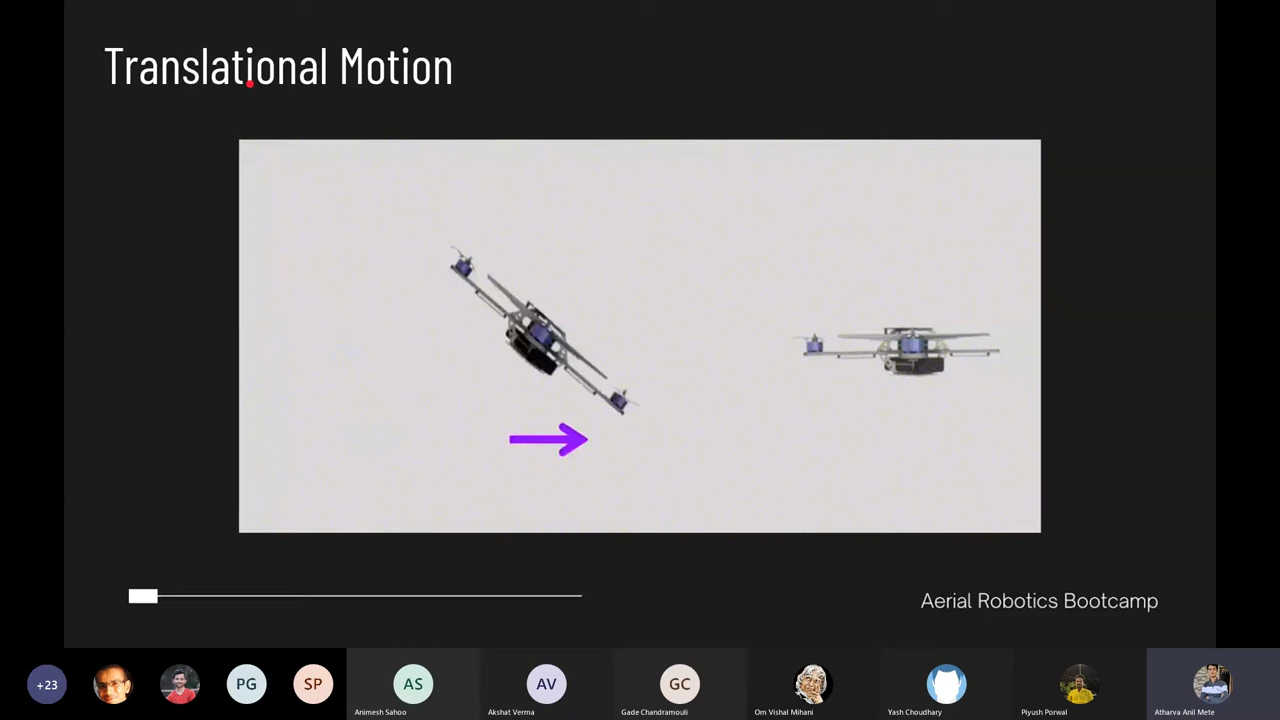 Translational Motion
Aerial Robotics Bootcamp
+23
PG
SP
AS
AV
GC
Animesh Sahoo
Akshat Verma
Gade Chandramouli
Om Vishal Mihani
Yash Choudhary
Piyush Porwal
Atharva Anil Mete